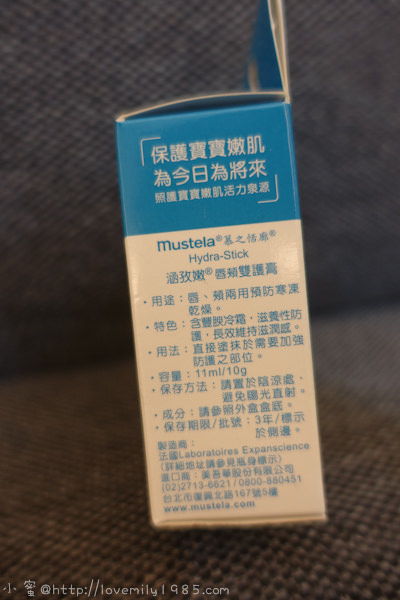 保護寶寶嫩肌
為今日為將來
照護寶寶嫩肌活力泉源
mustela® 慕之恬廊®
Hydra-Stick
涵孜嫩®唇頰雙護膏
・用途：唇、頰兩用預防寒凍
乾燥。
・特色：含豐腴冷霜，滋養性防
護，長效維持滋潤感。
・用法：直接塗抹於需要加強
防護之部位。
・容量：11ml/10g
・保存方法：請置於陰涼處，
避免曝光直射。
・成分：請參照外盒盒底。
・保存期限/批號：3年/標示
於側邊。
製造商：
法國Laboratoires Expanscience
(詳細地址請參見瓶身標示)
進口商：美吾華股份有限公司
(02)2713-6621/0800-880451
台北市復興北路167號5樓
www.mustela.com
小蜜@http://lovemily1985.com